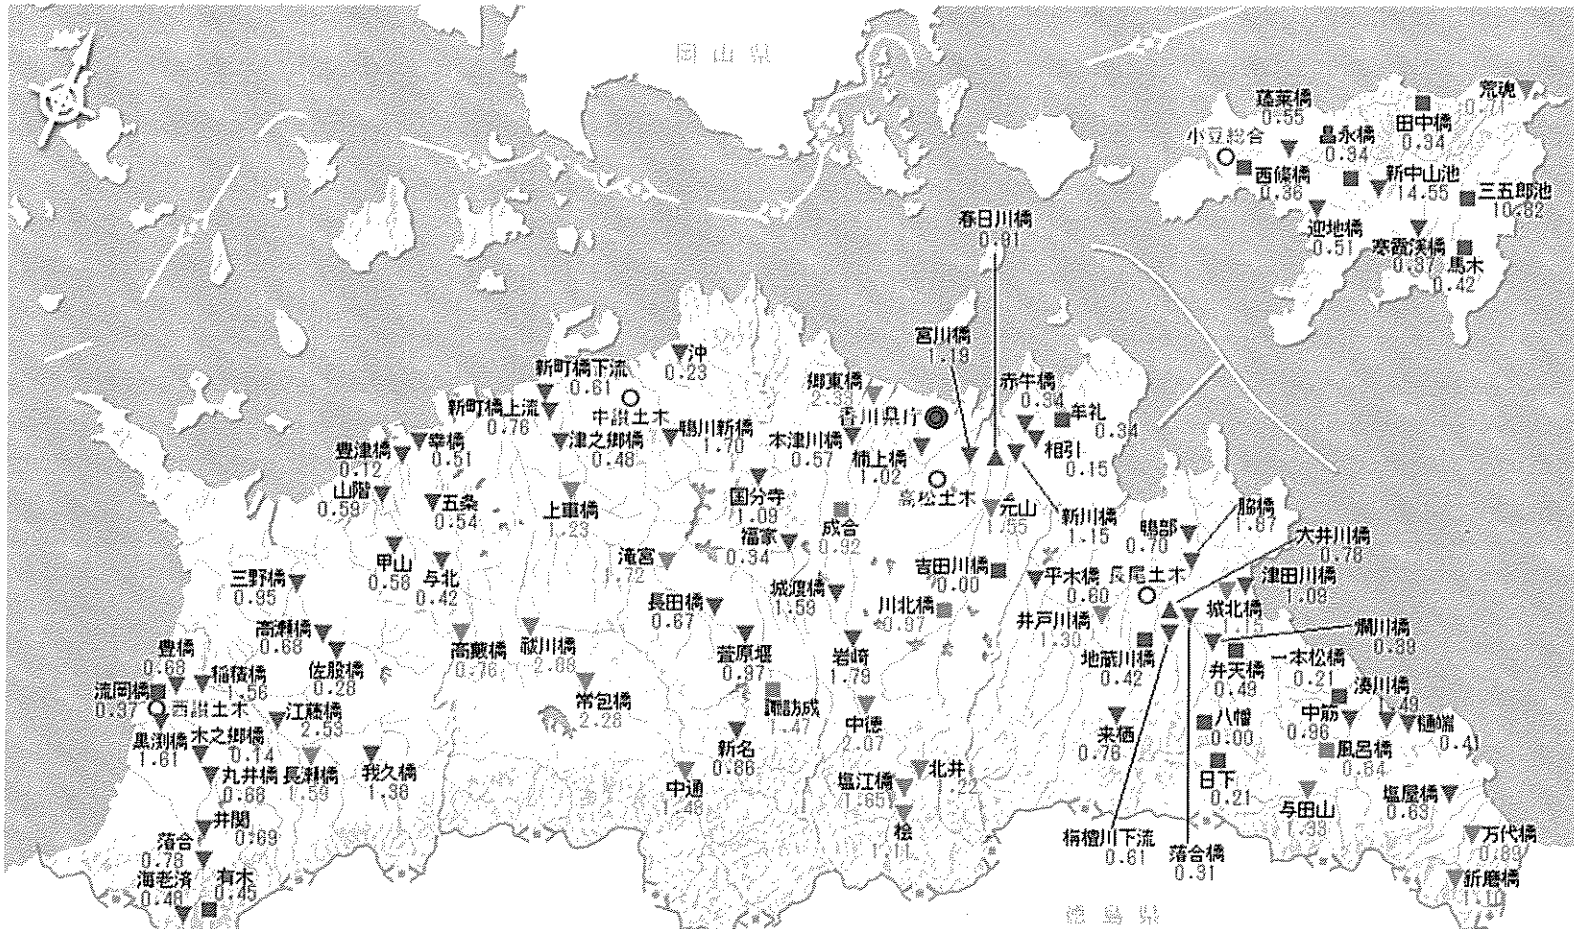 岡山県
荒魂
0.71
蓬莱橋
0.55
田中橋
0.34
小豆総合
昌永橋
0.34
西條橋
0.36
新中山池
14.55
三五郎池
10.82
迎地橋
0.51
寒霞渓橋
0.37
馬木
0.42
春日川橋
0.91
宮川橋
1.19
沖
0.23
新町橋下流
0.61
中讃土木
新町橋上流
0.76
郷東橋
2.33
香川県庁
赤牛橋
0.34
牟礼
0.34
鴨川新橋
1.70
本津川橋
0.57
楠上橋
1.02
相引
0.15
豊津橋
0.12
幸橋
0.51
津之郷橋
0.48
高松土木
山階
0.59
五条
0.54
上車橋
1.23
国分寺
1.09
成合
0.92
元山
1.55
新川橋
1.15
鴨部
0.70
脇橋
1.87
大井川橋
0.78
甲山
0.58
与北
0.42
滝宮
1.72
福家
0.34
吉田川橋
0.00
平木橋
0.60
長尾土木
津田川橋
1.09
三野橋
0.95
長田橋
0.67
城渡橋
1.59
川北橋
0.97
井戸川橋
1.30
城北橋
高瀬橋
0.68
佐股橋
0.28
高藪橋
0.76
祓川橋
2.88
萱原堰
0.97
岩崎
1.79
地蔵川橋
0.42
弁天橋
0.49
爛川橋
0.39
一本松橋
0.21
豊橋
0.68
稲積橋
1.56
流岡橋
0.37
西讃土木
江藤橋
2.53
常包橋
2.28
諏訪成
1.47
中徳
2.07
来栖
0.76
八幡
0.00
中筋
0.96
湊川橋
1.49
樋端
0.41
黒渕橋
1.61
木之郷橋
0.14
丸井橋
0.68
長瀬橋
1.59
我久橋
1.38
新名
0.86
中通
1.48
塩江橋
1.65
北井
1.22
桧
1.11
日下
0.21
風呂橋
0.64
与田山
1.33
塩屋橋
0.63
井関
0.69
落合
0.78
海老済
0.48
有木
0.45
栴檀川下流
0.61
落合橋
0.31
万代橋
0.89
折磨橋
徳島県